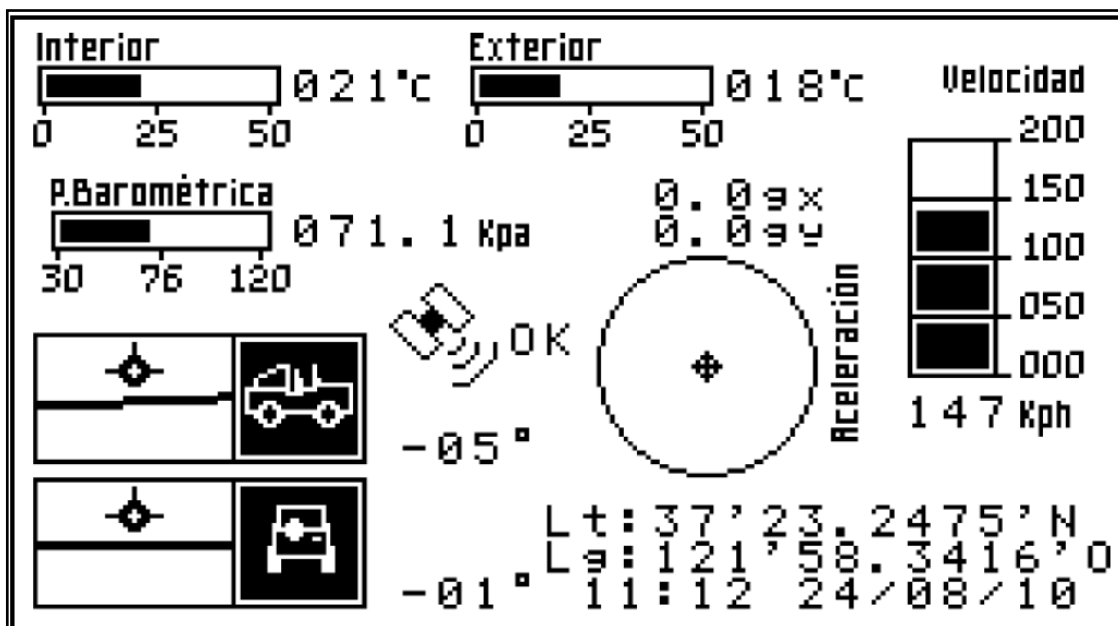 Interior
021°C
0 25 50
Exterior
018°C
0 25 50
Velocidad
200
150
100
050
000
147 Kph
P.Barométrica
071.1 Kpa
30 76 120
0.0gx
0.0gy
Aceleración
OK
-05°
-01°
Lt:37'23.2475'N
Lg:121'58.3416'O
11:12 24/08/10